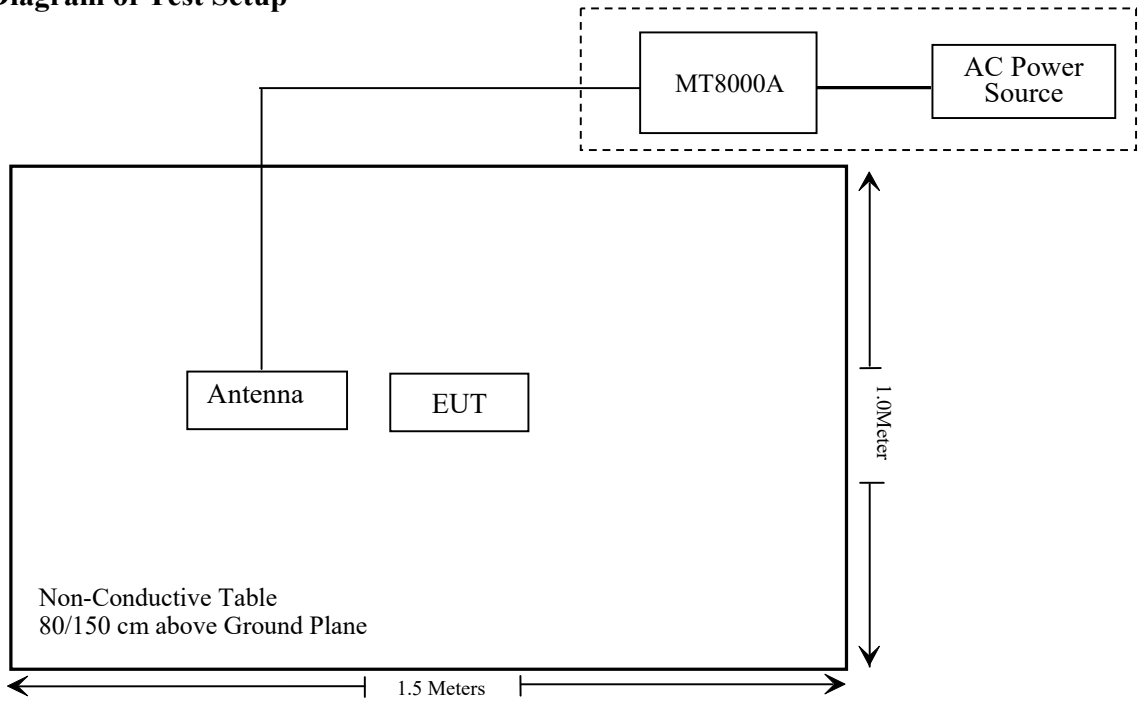 Diagram of Test Setup
MT8000A
AC Power
Source
Antenna
EUT
1.0Meter
Non-Conductive Table
80/150 cm above Ground Plane
1.5 Meters